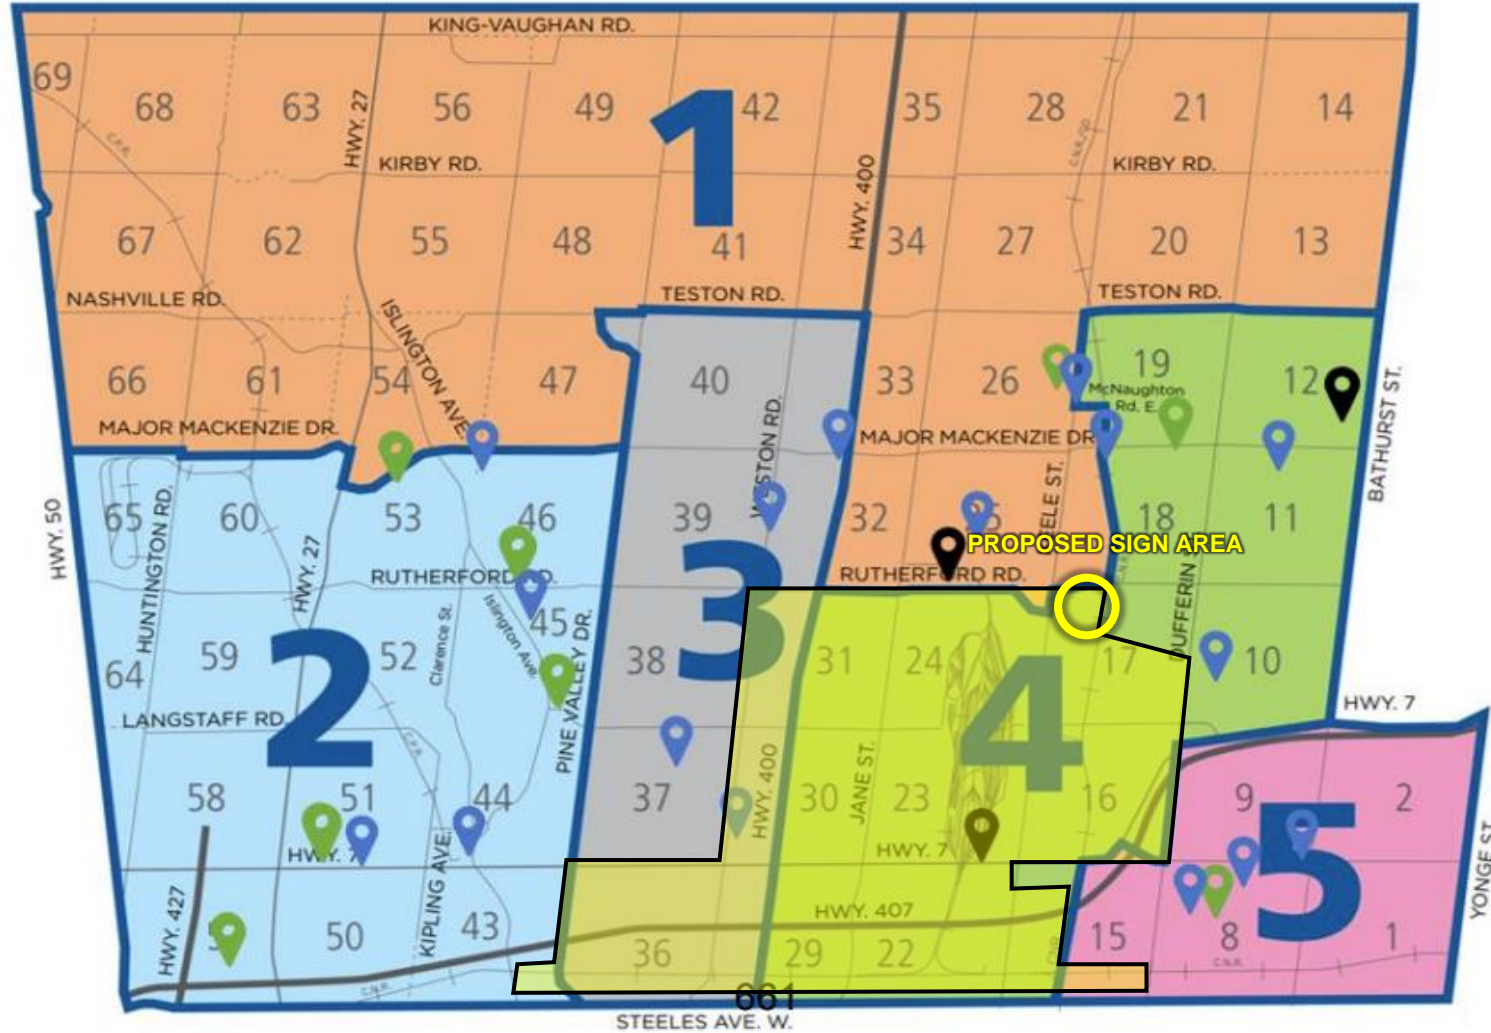 KING-VAUGHAN RD.
69
68
63
HWY. 27
56
49
1
42
35
28
21
14
C.P.R.
KIRBY RD.
HWY. 400
KIRBY RD.
67
62
55
48
41
34
27
20
13
NASHVILLE RD.
ISLINGTON AVE.
TESTON RD.
TESTON RD.
66
61
54
47
40
33
26
19
McNaughton
Rd. E.
12
BATHURST ST.
MAJOR MACKENZIE DR.
WESTON RD.
MAJOR MACKENZIE DR
HWY. 50
65
HUNTINGTON RD.
60
HWY. 27
53
46
39
32
18
11
PROPOSED SIGN AREA
RUTHERFORD
RUTHERFORD RD.
DUFFERIN
64
59
2
52
Clarence St.
Islington Ave.
45
PINE VALLEY DR.
38
3
31
24
4
17
10
LANGSTAFF RD.
C.P.R.
HWY. 7
58
51
44
37
HWY. 400
30
JANE ST.
23
16
9
5
2
YONGE ST.
HWY. 7
KIPLING AVE.
HWY. 7
HWY. 427
50
43
HWY. 407
36
29
22
15
8
1
C.N.R.
C.N.R.
661
STEELES AVE. W.